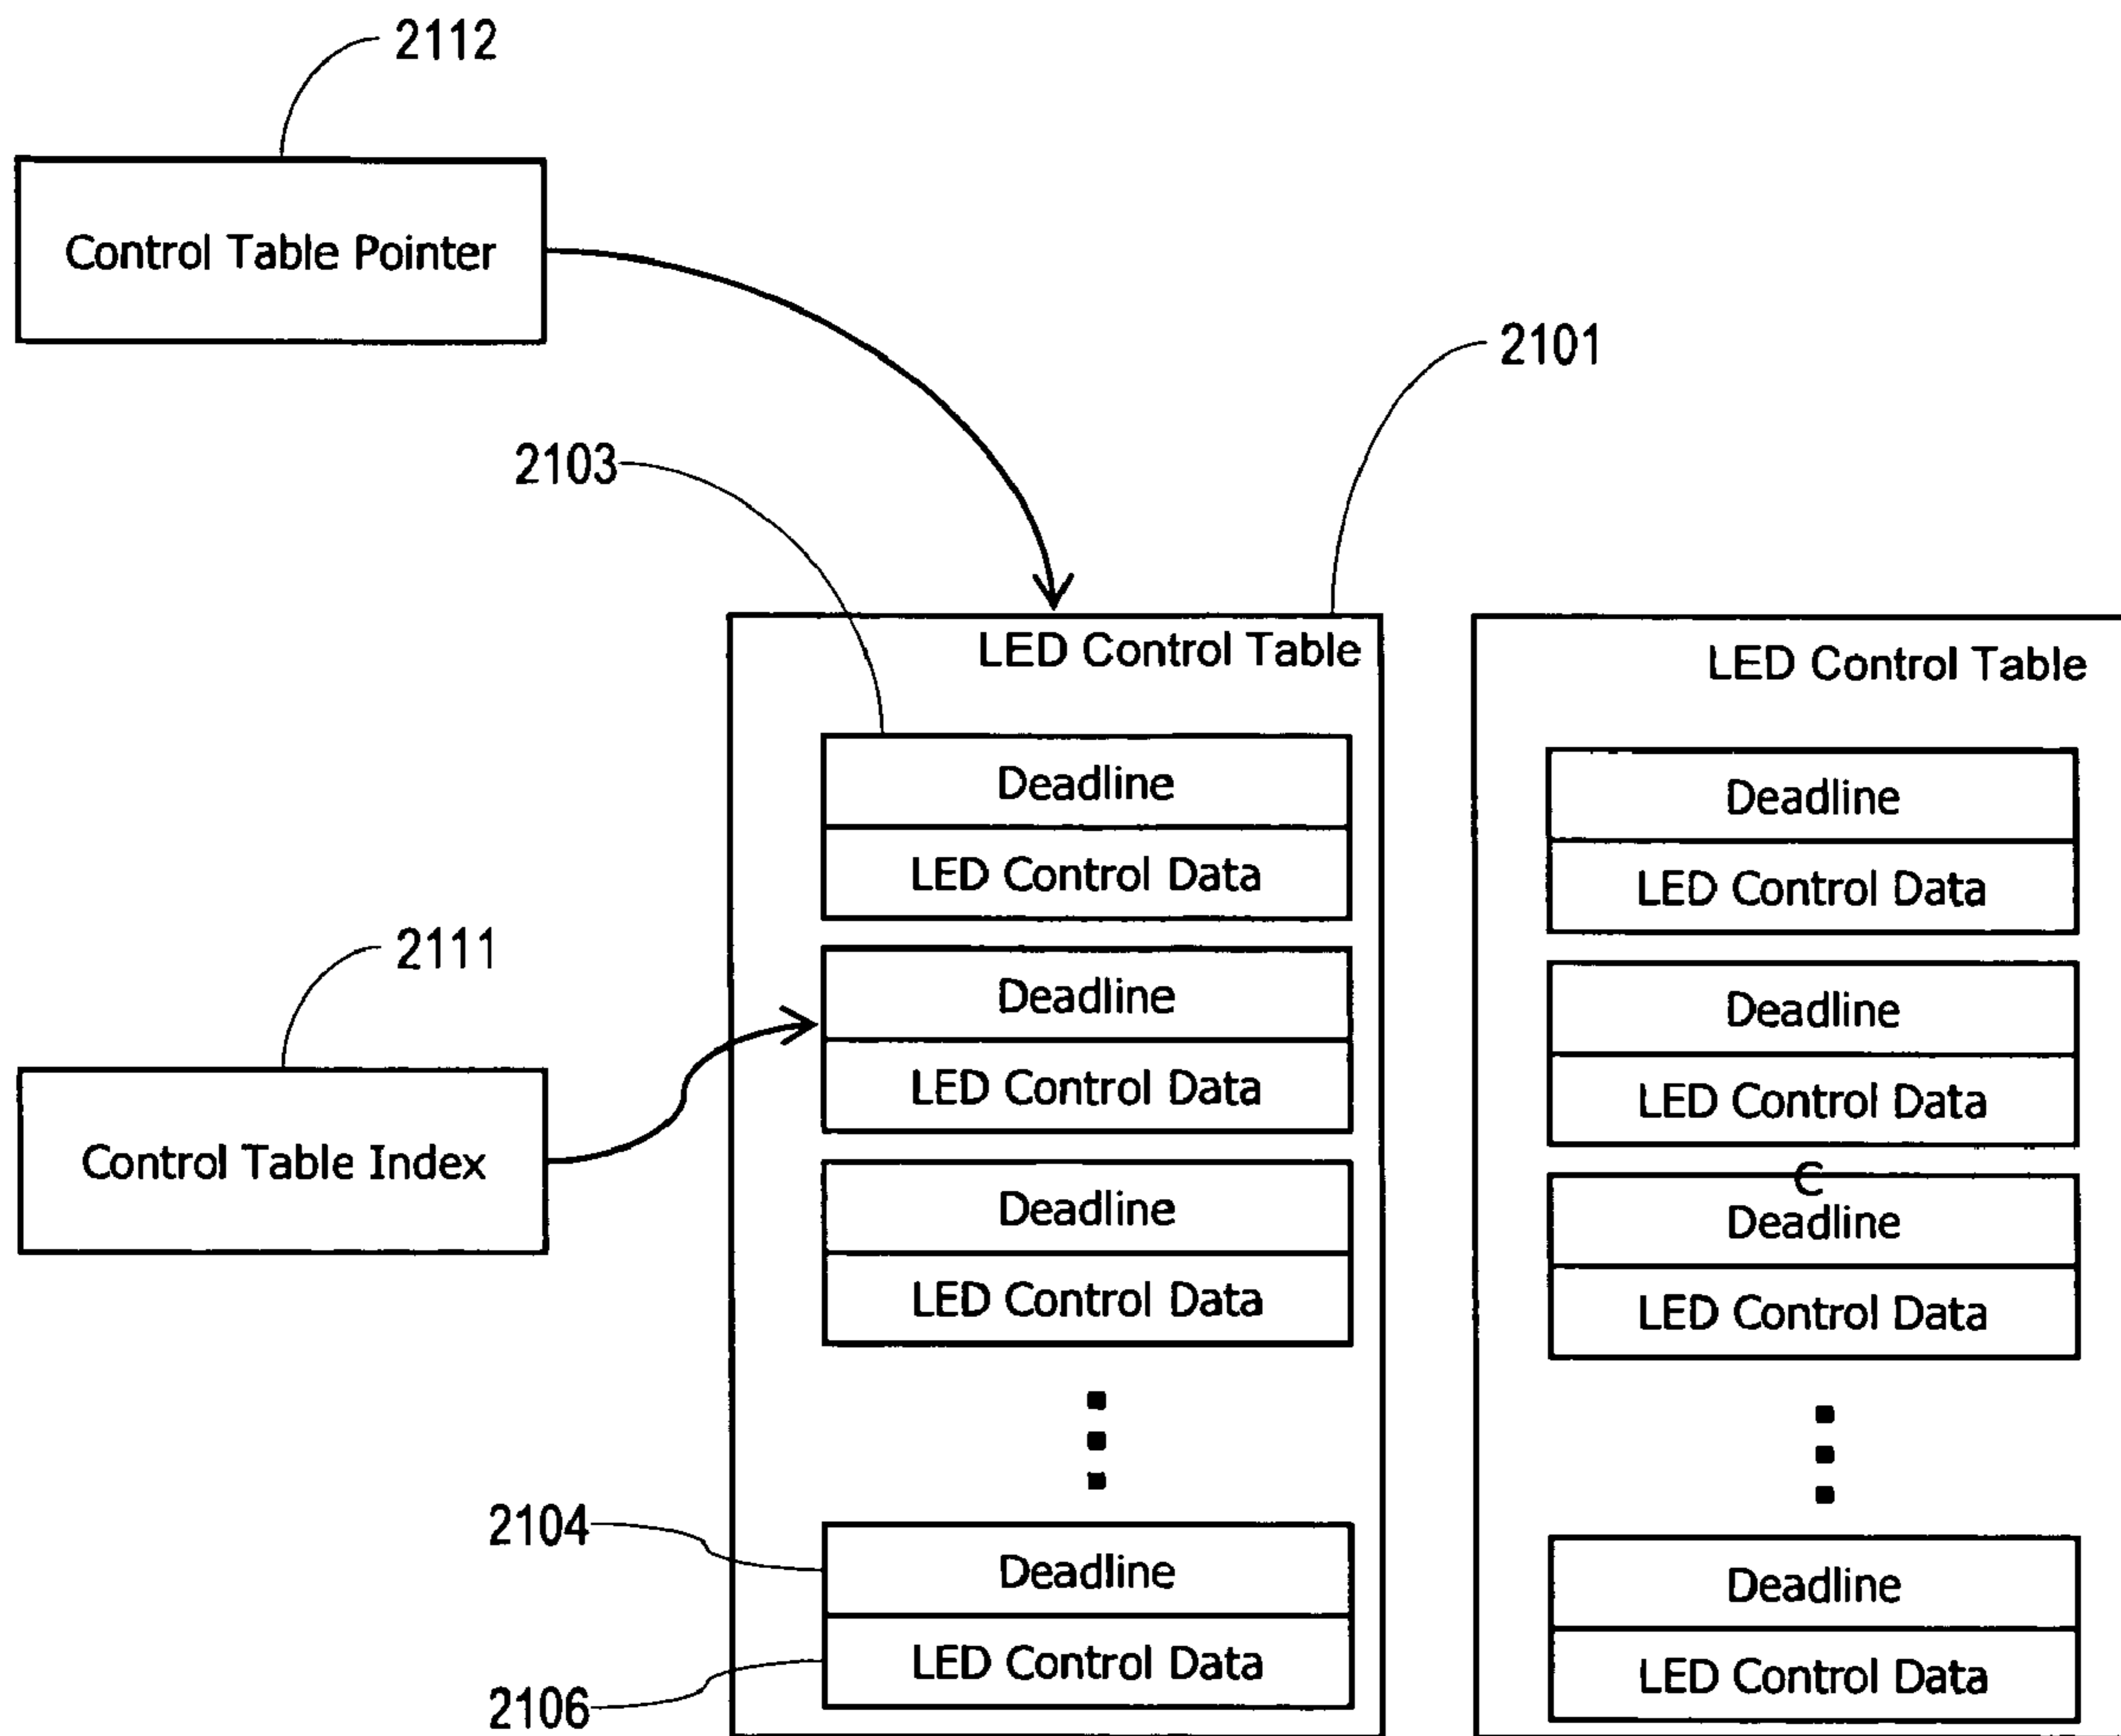 2112
Control Table Pointer
2101
2103
LED Control Table
Deadline
LED Control Data
2111
Control Table Index
Deadline
LED Control Data
Deadline
LED Control Data
2104
Deadline
LED Control Data
2106
LED Control Table
Deadline
LED Control Data
Deadline
LED Control Data
C
Deadline
LED Control Data
Deadline
LED Control Data